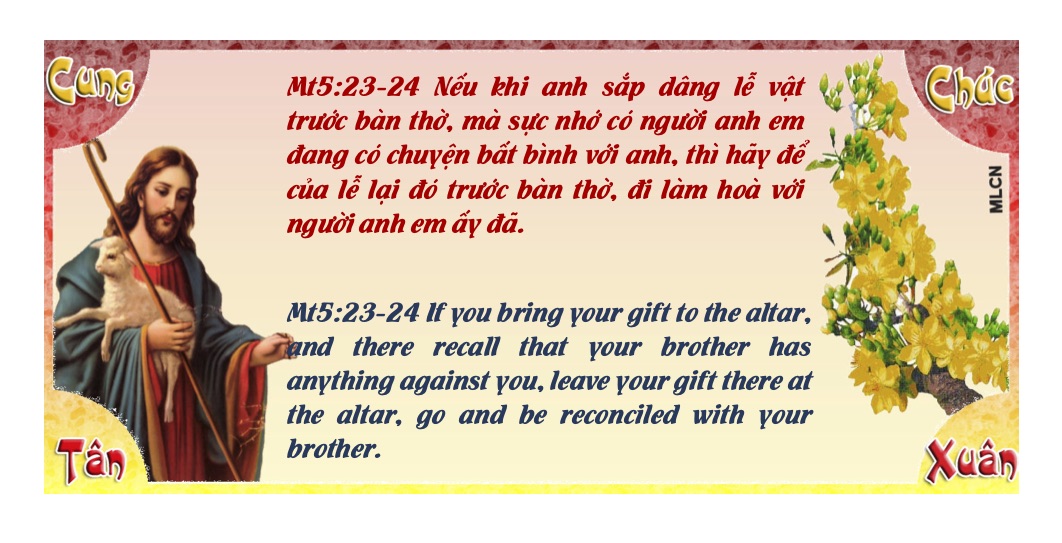 Cung
Chúc
Mt5:23-24 Nếu khi anh sắp dâng lễ vật
trước bàn thờ, mà sực nhớ có người anh em
đang có chuyện bất bình với anh, thì hãy để
của lễ lại đó trước bàn thờ, đi làm hoà với
người anh em ấy đã.
MLCN
Mt5:23-24 If you bring your gift to the altar,
and there recall that your brother has
anything against you, leave your gift there at
the altar, go and be reconciled with your
brother.
Tân
Xuân